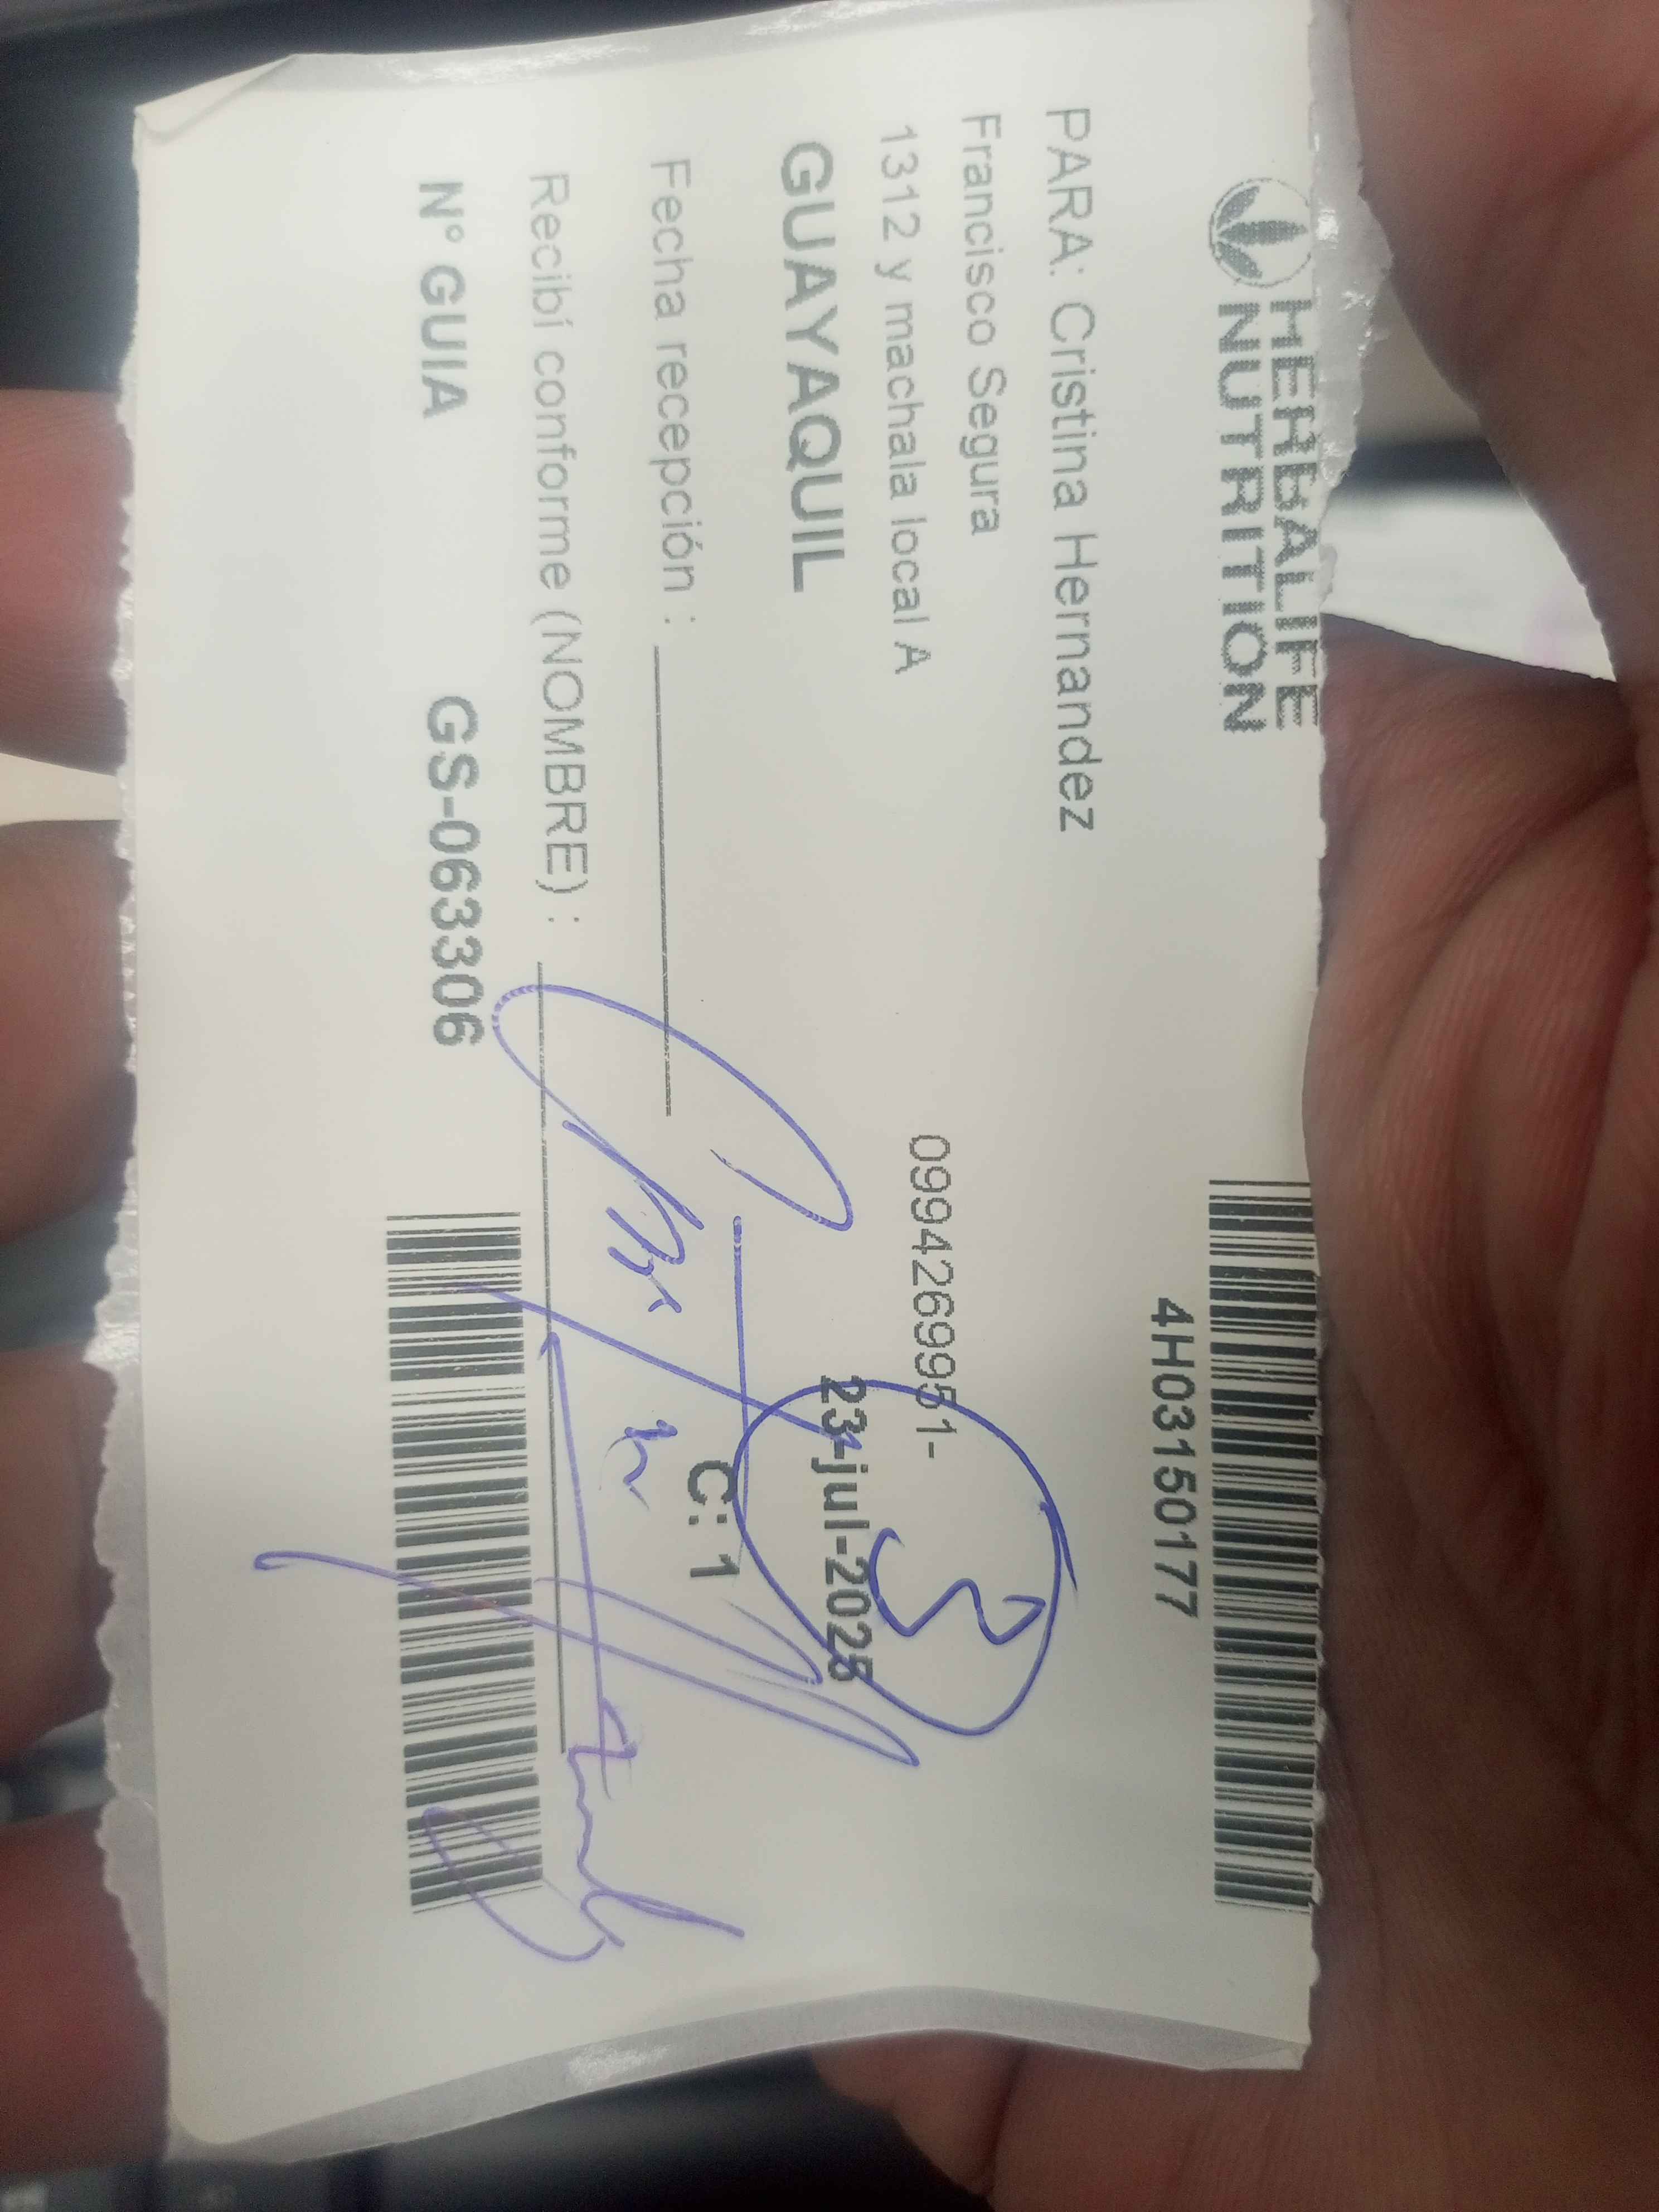 HERBALIFE
NUTRITION
4H03150177
PARA: Cristina Hernandez
Francisco Segura
1312 y machala local A
0994269951-
GUAYAQUIL
23-jul-2025
3
Fecha recepción :
C: 1
Recibí conforme (NOMBRE) :
N° GUIA GS-063306